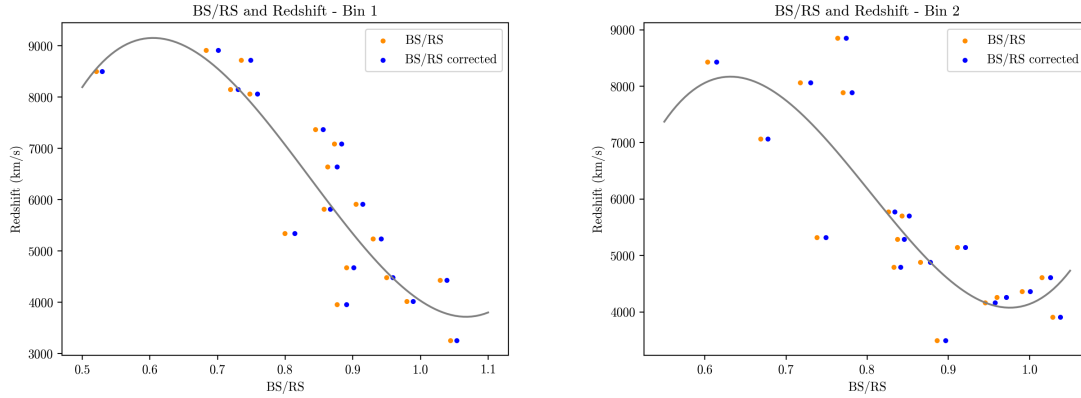 BS/RS and Redshift - Bin 1
BS/RS
BS/RS corrected
Redshift (km/s)
9000
8000
7000
6000
5000
4000
3000
0.5 0.6 0.7 0.8 0.9 1.0 1.1
BS/RS
BS/RS and Redshift - Bin 2
BS/RS
BS/RS corrected
Redshift (km/s)
9000
8000
7000
6000
5000
4000
0.6 0.7 0.8 0.9 1.0
BS/RS